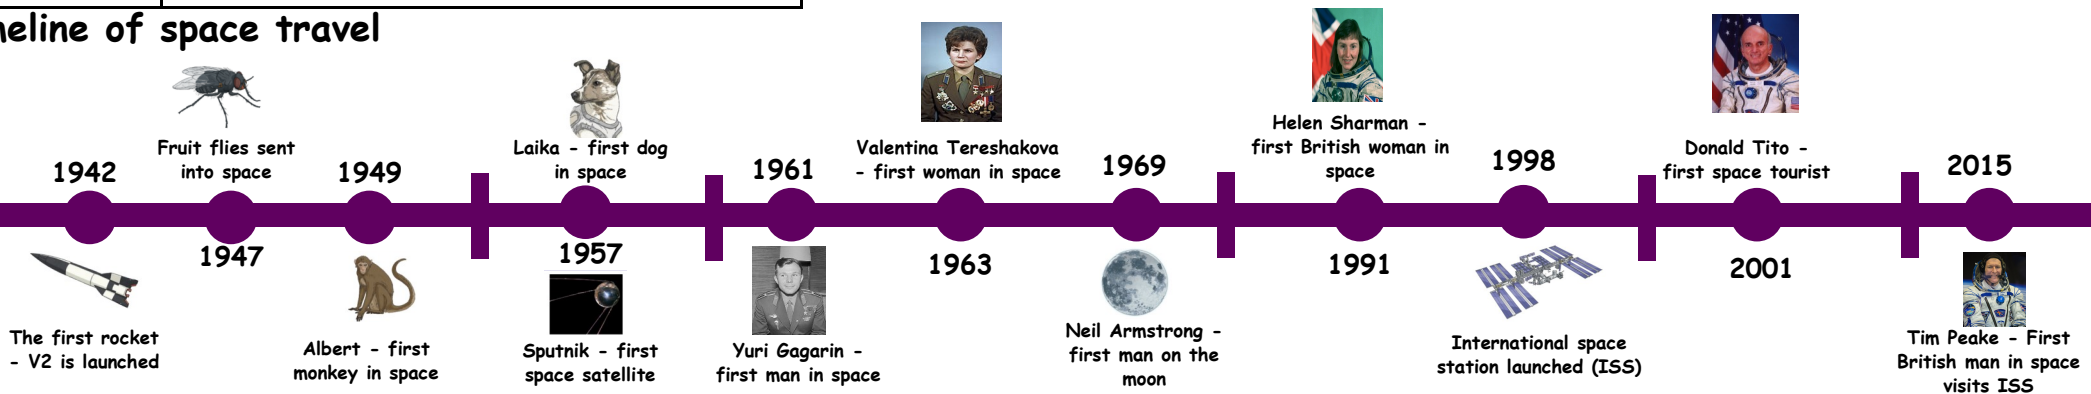 meline of space travel
1942
The first rocket
- V2 is launched
Fruit flies sent
into space
1947
1949
Albert - first
monkey in space
Laika - first dog
in space
1957
Sputnik - first
space satellite
1961
Yuri Gagarin -
first man in space
Valentina Tereshakova
- first woman in space
1963
1969
Neil Armstrong -
first man on the
moon
Helen Sharman -
first British woman in
space
1991
1998
International space
station launched (ISS)
Donald Tito -
first space tourist
2001
2015
Tim Peake - First
British man in space
visits ISS